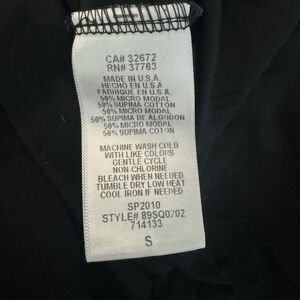 CA# 32672
RN# 37763
MADE IN U.S.A.
HECHO EN U.S.A
FABRIQUE EN U.S.A
50% MICRO MODAL
50% SUPIMA COTTON
50% MICRO MODAL
50% SUPIMA DE ALGODON
50% MICRO MODAL
50% SUPIMA COTON
MACHINE WASH COLD
WITH LIKE COLORS
GENTLE CYCLE
NON-CHLORINE
BLEACH WHEN NEEDED
TUMBLE DRY LOW HEAT
COOL IRON IF NEEDED
SP2010
STYLE# 89SQ0702
714133
S